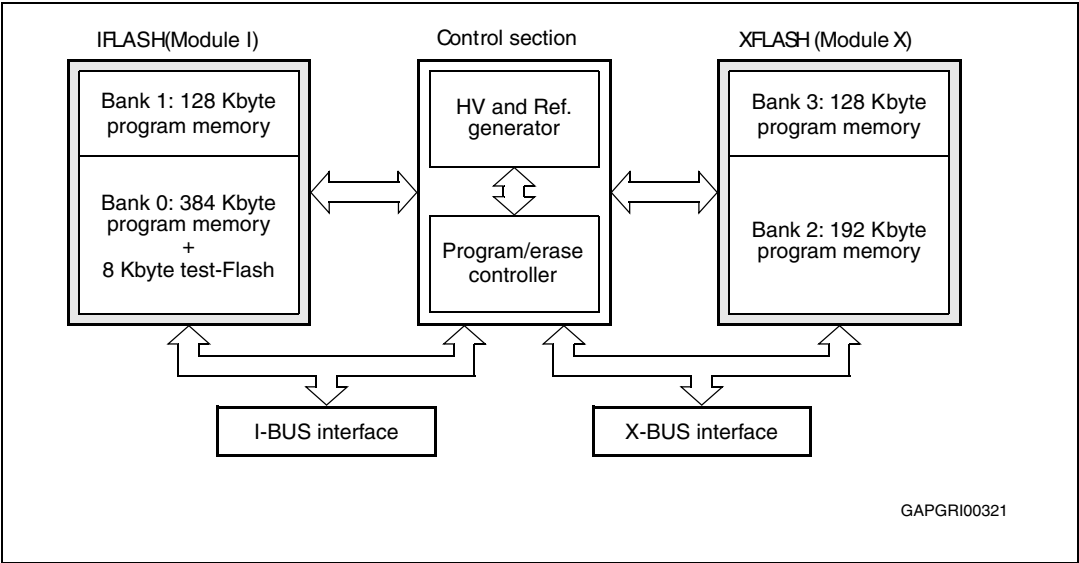 IFLASH(Module I)
Control section
XFLASH (Module X)
Bank 1: 128 Kbyte
program memory
Bank 0: 384 Kbyte
program memory
+
8 Kbyte test-Flash
HV and Ref.
generator
Program/erase
controller
Bank 3: 128 Kbyte
program memory
Bank 2: 192 Kbyte
program memory
I-BUS interface
X-BUS interface
GAPGRI00321